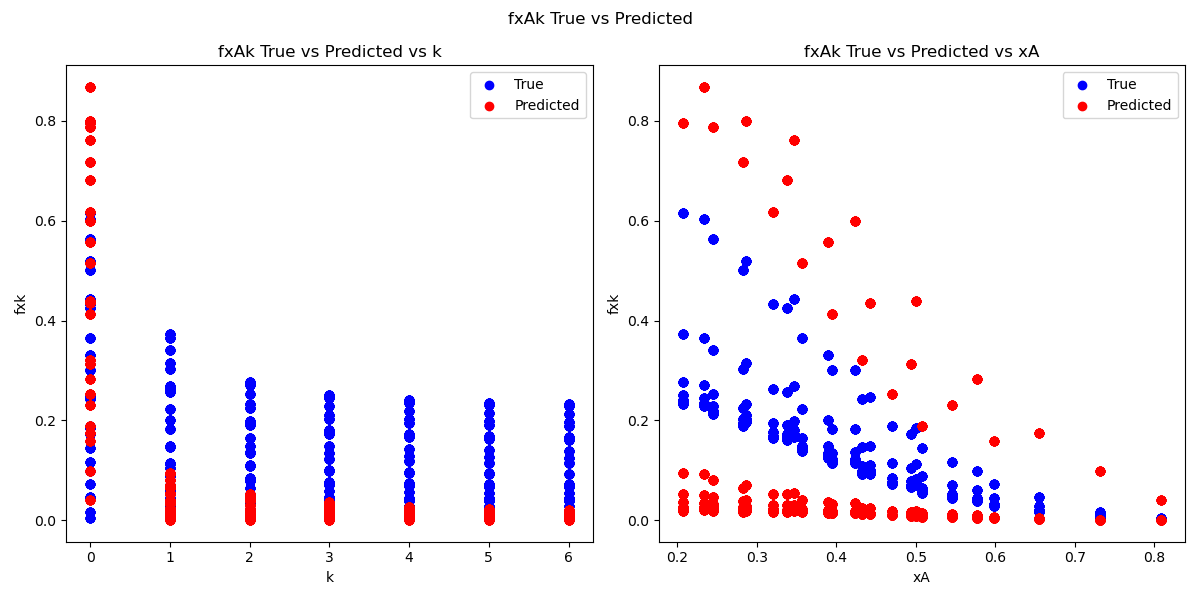 fxAk True vs Predicted
fxAk True vs Predicted vs k
True
Predicted
fxk
0.8
0.6
0.4
0.2
0.0
0 1 2 3 4 5 6
k
fxAk True vs Predicted vs xA
True
Predicted
fxk
0.8
0.6
0.4
0.2
0.0
0.2 0.3 0.4 0.5 0.6 0.7 0.8
xA